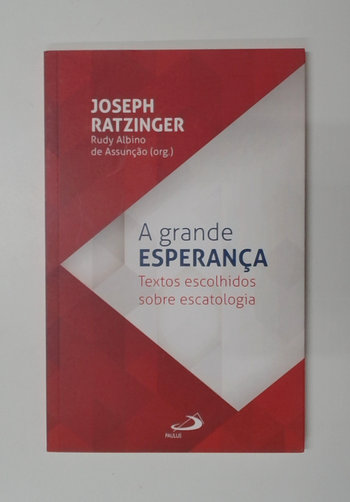 JOSEPH
RATZINGER
Rudy Albino
de Assunção (org.)
A grande
ESPERANÇA
Textos escolhidos
sobre escatologia
PAULUS